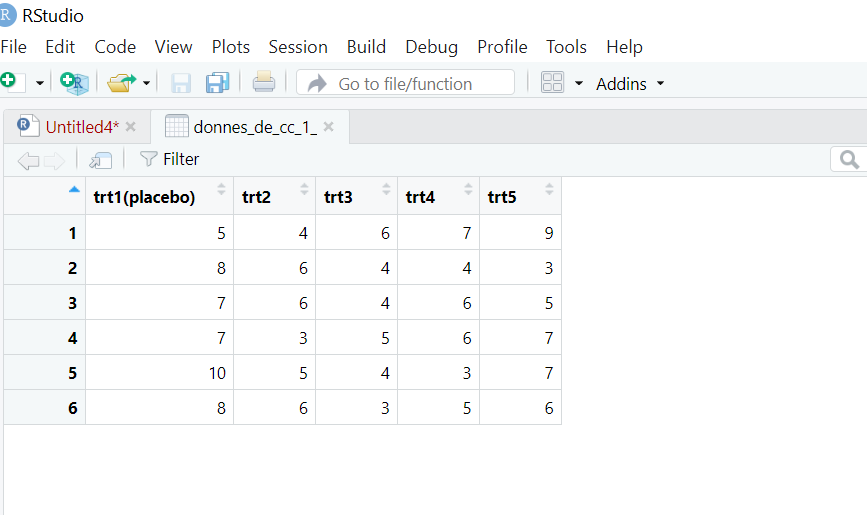 R RStudio
File Edit Code View Plots Session Build Debug Profile Tools Help
R Go to file/function Addins
R Untitled4* donnes_de_cc_1_
Filter
trt1(placebo) trt2 trt3 trt4 trt5
1 5 4 6 7 9
2 8 6 4 4 3
3 7 6 4 6 5
4 7 3 5 6 7
5 10 5 4 3 7
6 8 6 3 5 6